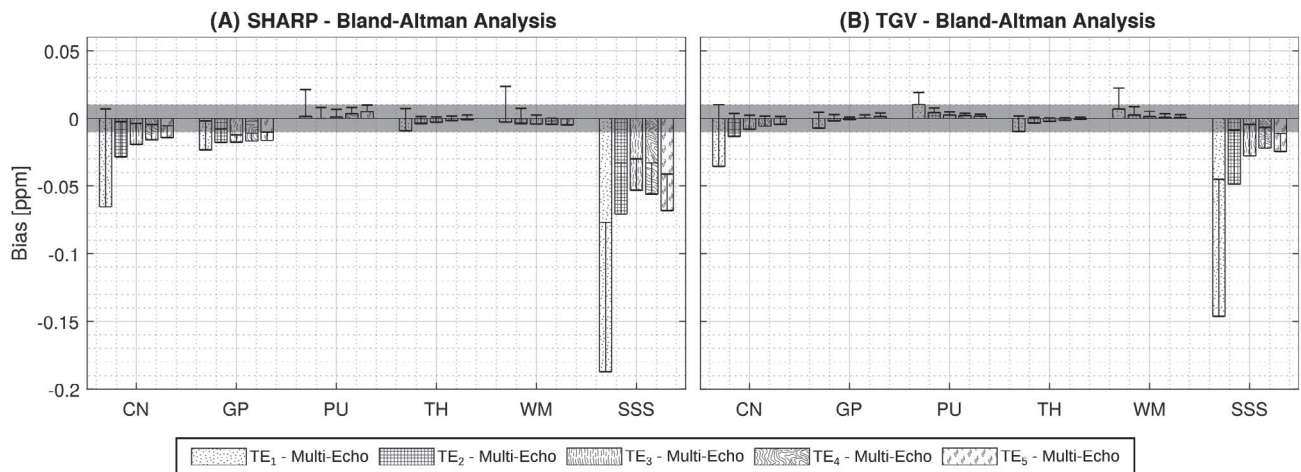 (A) SHARP - Bland-Altman Analysis
(B) TGV - Bland-Altman Analysis
Bias [ppm]
0.05
0
-0.05
-0.1
-0.15
-0.2
CN GP PU TH WM SSS
CN GP PU TH WM SSS
TE1 - Multi-Echo TE2 - Multi-Echo TE3 - Multi-Echo TE4 - Multi-Echo TE5 - Multi-Echo